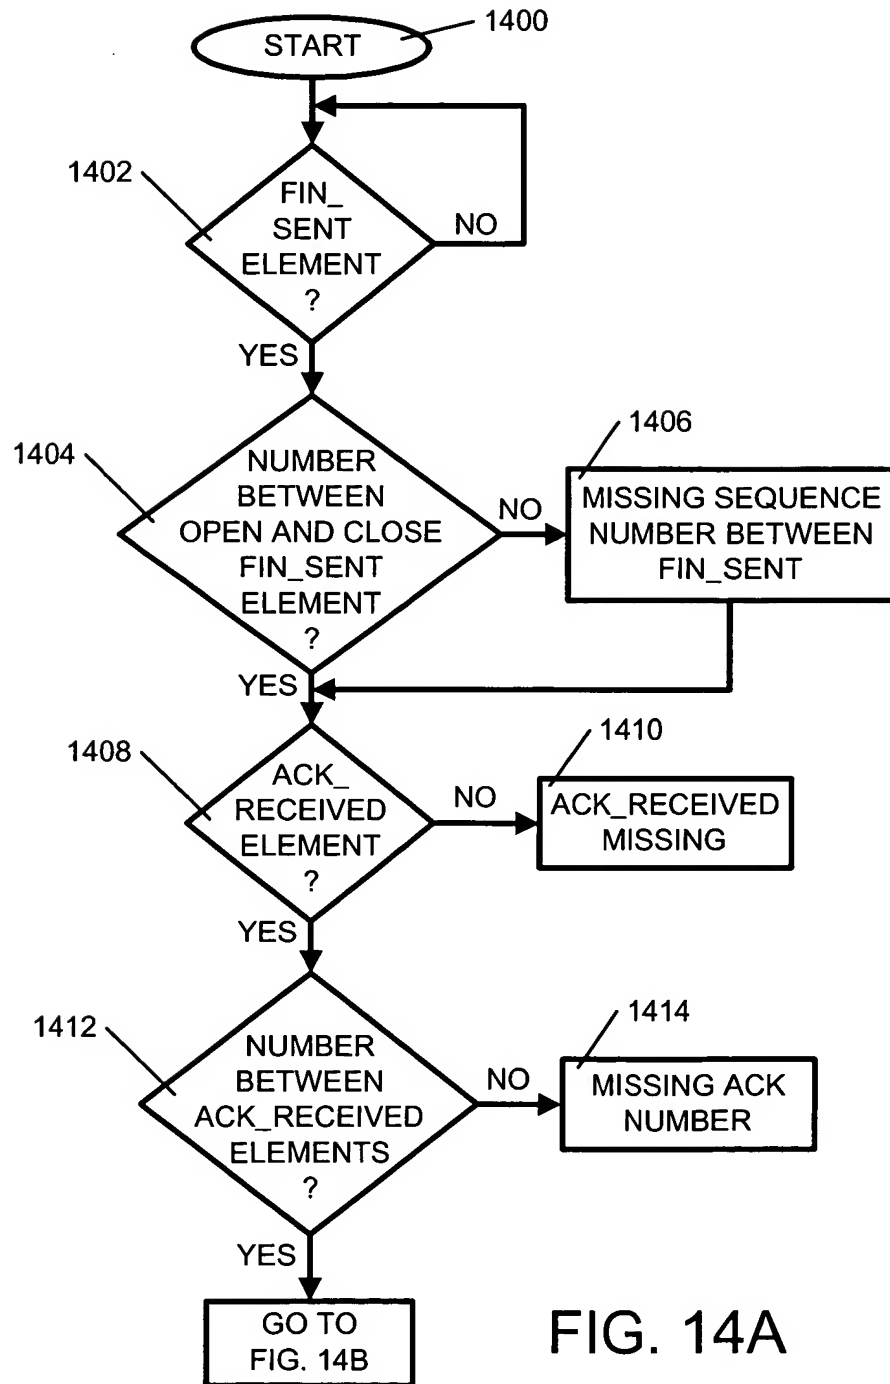 START
1400
1402
FIN_
SENT
ELEMENT
?
NO
YES
1404
NUMBER
BETWEEN
OPEN AND CLOSE
FIN_SENT
ELEMENT
?
NO
1406
MISSING SEQUENCE
NUMBER BETWEEN
FIN_SENT
YES
1408
ACK_
RECEIVED
ELEMENT
?
NO
1410
ACK_RECEIVED
MISSING
YES
1412
NUMBER
BETWEEN
ACK_RECEIVED
ELEMENTS
?
NO
1414
MISSING ACK
NUMBER
YES
GO TO
FIG. 14B
FIG. 14A